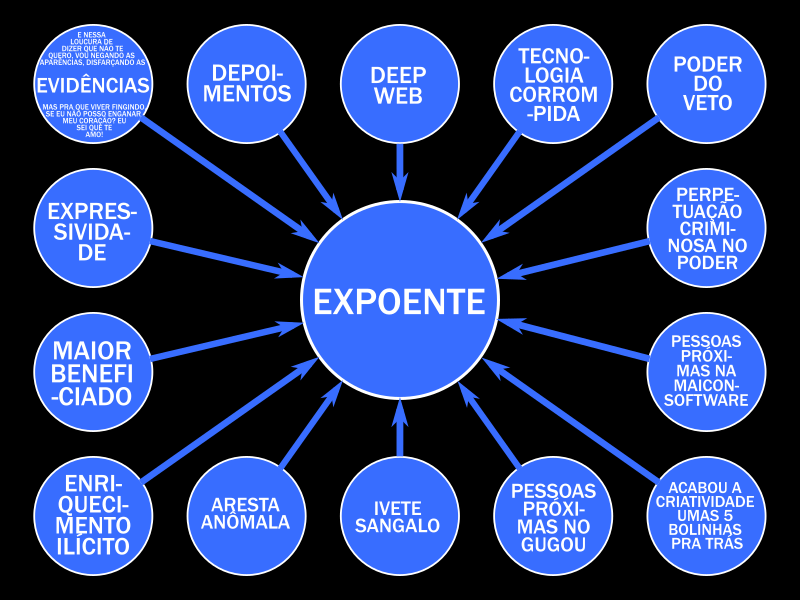 E NESSA
LOUCURA DE
DIZER QUE NÃO TE
QUERO, VOU NEGANDO AS
APARÊNCIAS, DISFARÇANDO AS
EVIDÊNCIAS
MAS PRA QUE VIVER FINGINDO
SE EU NÃO POSSO ENGANAR
MEU CORAÇÃO? EU
SEI QUE TE
AMO!
DEPOI-
MENTOS
DEEP
WEB
TECNO-
LOGIA
CORROM
-PIDA
PODER
DO
VETO
EXPRES-
SIVIDA-
DE
PERPE-
TUAÇÃO
CRIMI-
NOSA NO
PODER
EXPOENTE
MAIOR
BENEFI
-CIADO
PESSOAS
PRÓXI-
MAS NA
MAICON-
SOFTWARE
ENRI-
QUECI-
MENTO
ILÍCITO
ARESTA
ANÔMALA
IVETE
SANGALO
PESSOAS
PRÓXI-
MAS NO
GUGOU
ACABOU A
CRIATIVIDADE
UMAS 5
BOLINHAS
PRA TRÁS